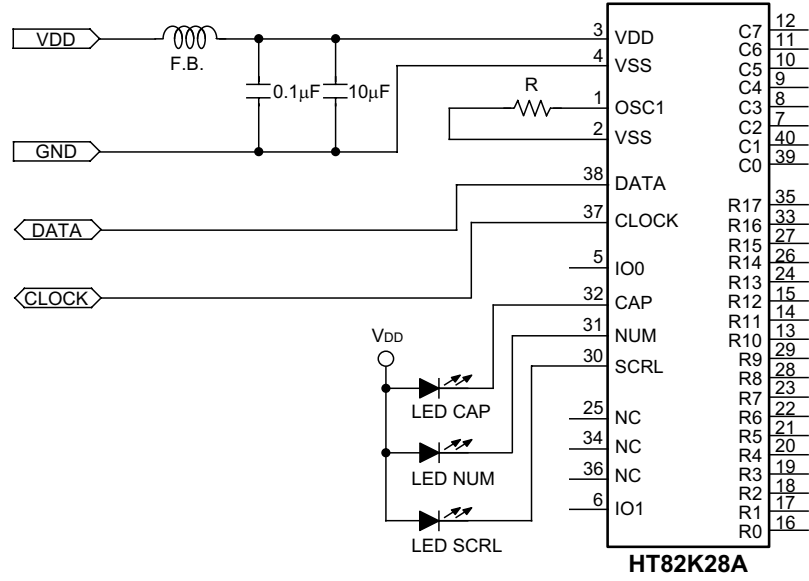 VDD
F.B.
0.1μF
10μF
GND
DATA
CLOCK
VDD
LED CAP
LED NUM
LED SCRL
R
3 VDD
4 VSS
1 OSC1
2 VSS
38 DATA
37 CLOCK
5 IO0
32 CAP
31 NUM
30 SCRL
25 NC
34 NC
36 NC
6 IO1
C7 12
C6 11
C5 10
C4 9
C3 8
C2 7
C1 40
C0 39
R17 35
R16 33
R15 27
R14 26
R13 24
R12 15
R11 14
R10 13
R9 29
R8 28
R7 23
R6 22
R5 21
R4 20
R3 19
R2 18
R1 17
R0 16
HT82K28A